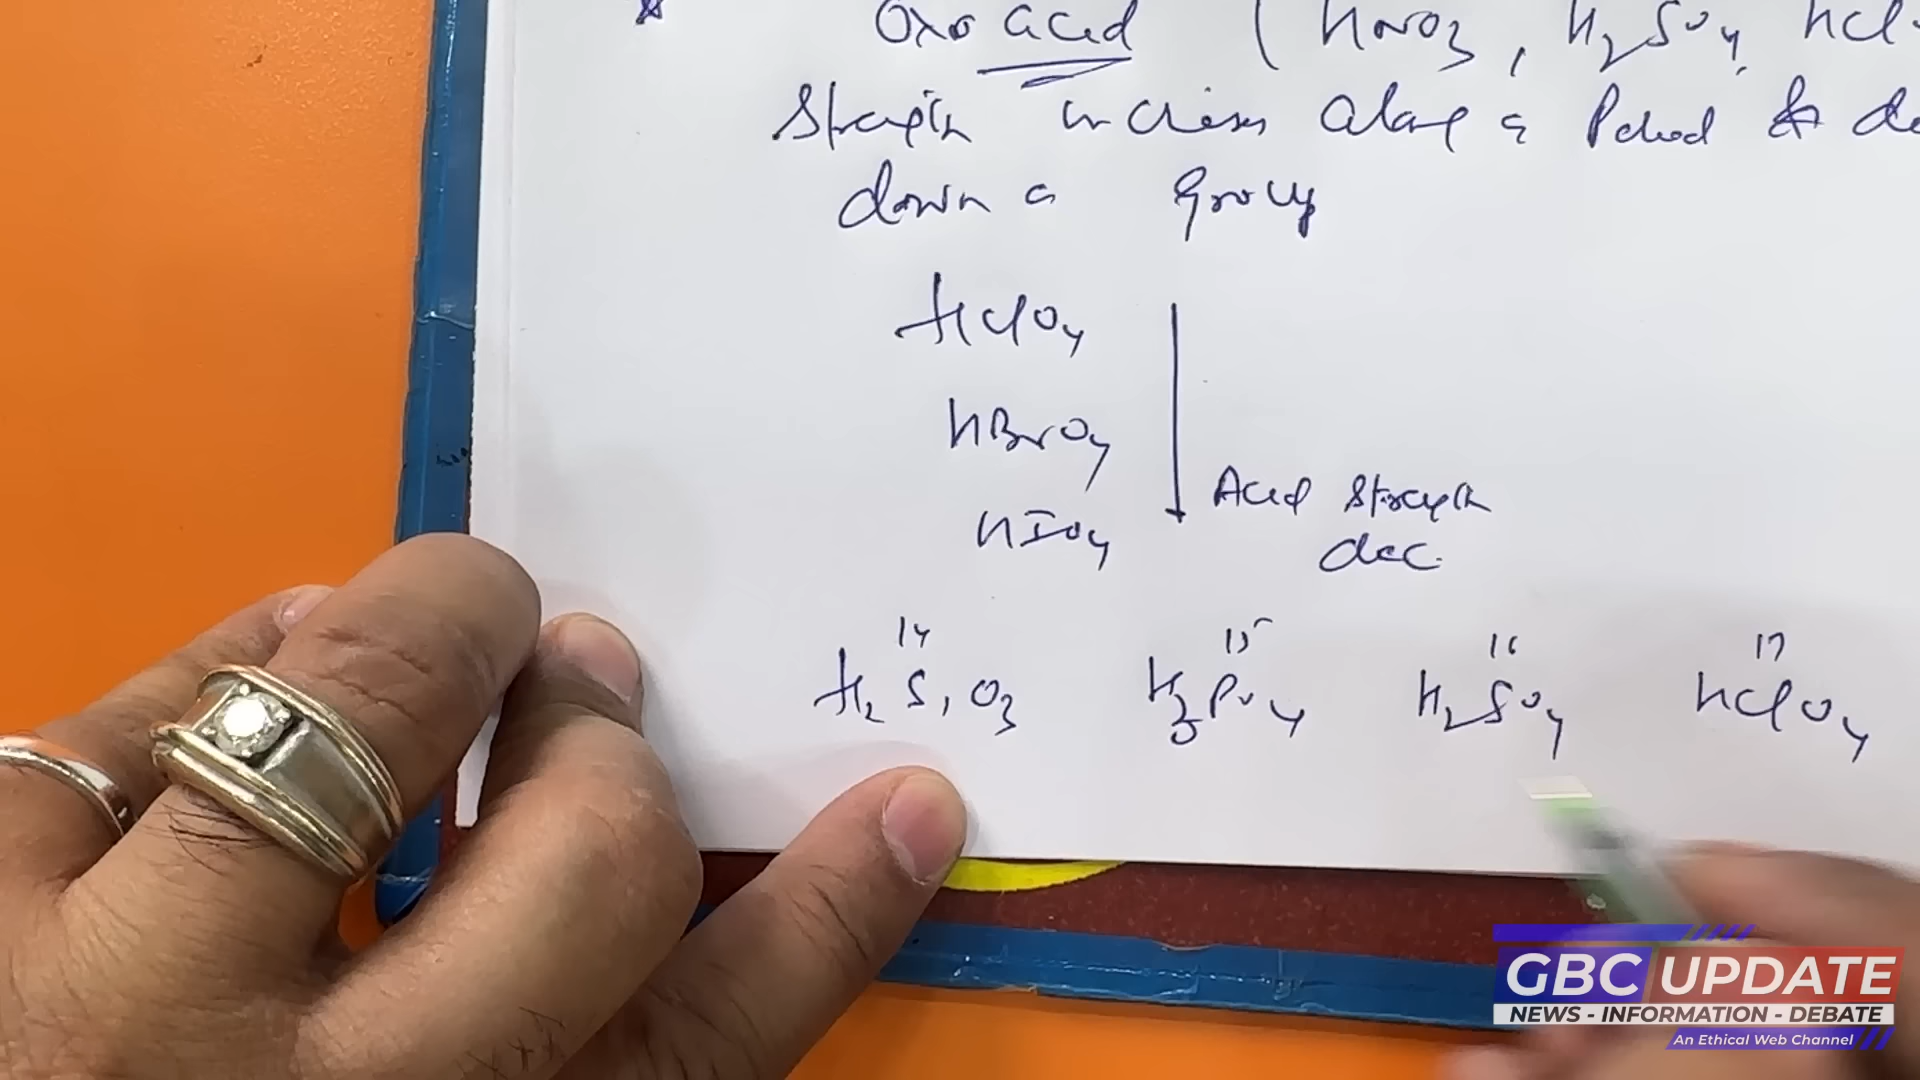 * Oxo acid ( HNO3, H2SO4, HCl
Strength increases along a Period & de
down a group
HClO4
HBrO4
HIO4
Acid Strength
dec.
14 15 16 17
H2SiO3 H3PO4 H2SO4 HClO4
GBC UPDATE
NEWS - INFORMATION - DEBATE
An Ethical Web Channel